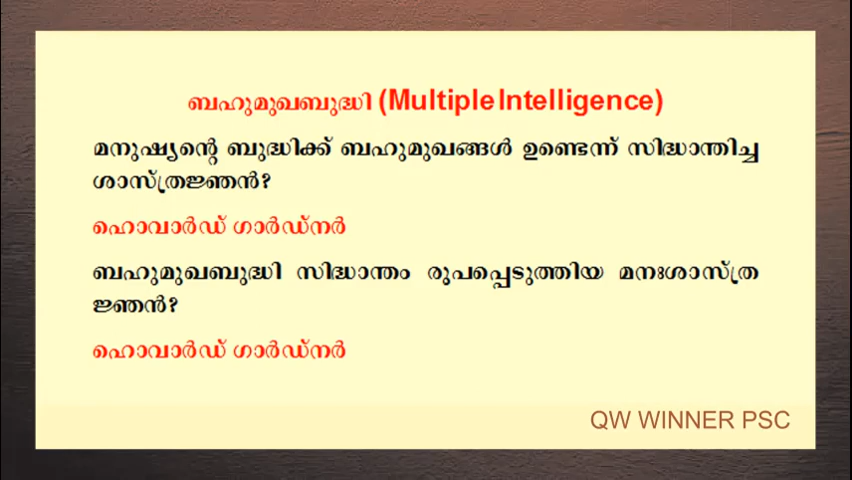 ബഹുമുഖബുദ്ധി (Multiple Intelligence)
മനുഷ്യന്റെ ബുദ്ധിക്ക് ബഹുമുഖങ്ങൾ ഉണ്ടെന്ന് സിദ്ധാന്തിച്ച
ശാസ്ത്രജ്ഞൻ?
ഹൊവാർഡ് ഗാർഡ്നർ
ബഹുമുഖബുദ്ധി സിദ്ധാന്തം രൂപപ്പെടുത്തിയ മനഃശാസ്ത്ര
ജ്ഞൻ?
ഹൊവാർഡ് ഗാർഡ്നർ
QW WINNER PSC